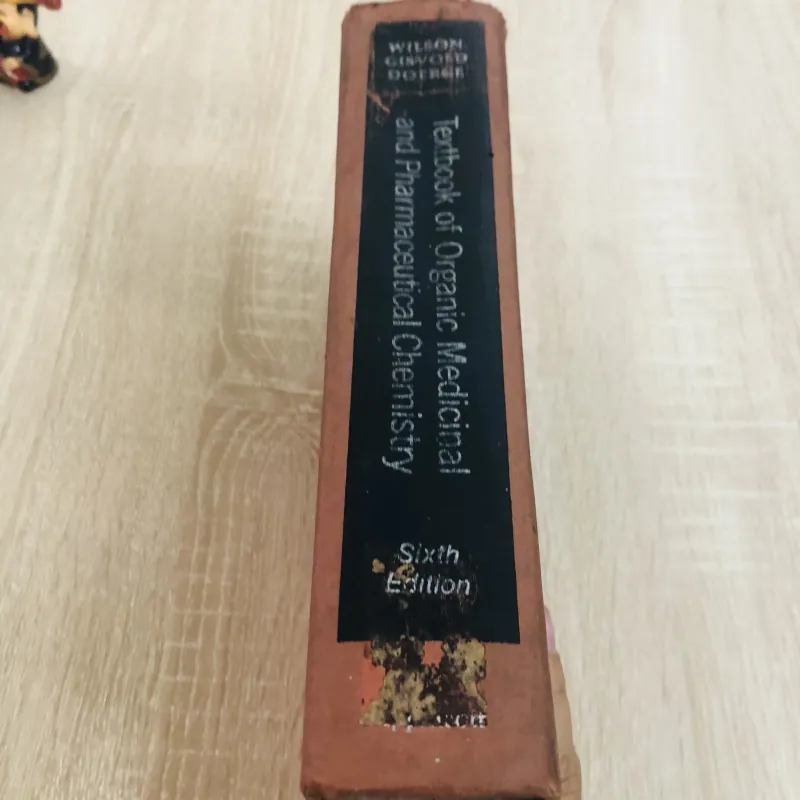 WILSON
GISVOLD
DOERGE
Textbook of Organic Medicinal
and Pharmaceutical Chemistry
Sixth
Edition